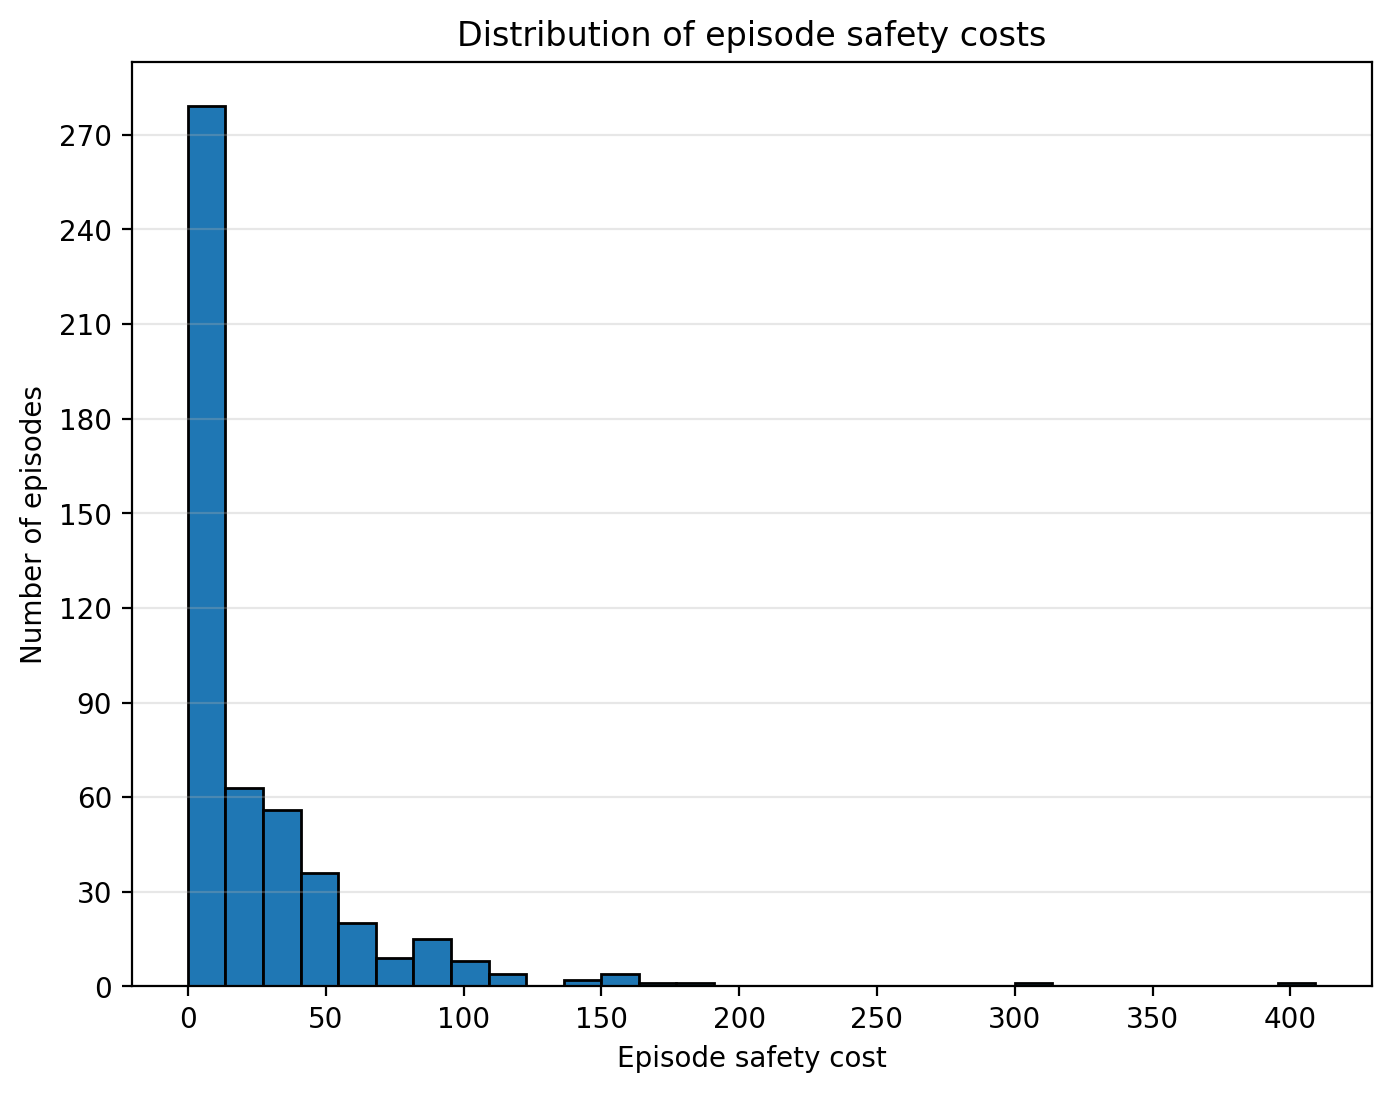 Distribution of episode safety costs
Number of episodes
270
240
210
180
150
120
90
60
30
0
0 50 100 150 200 250 300 350 400
Episode safety cost